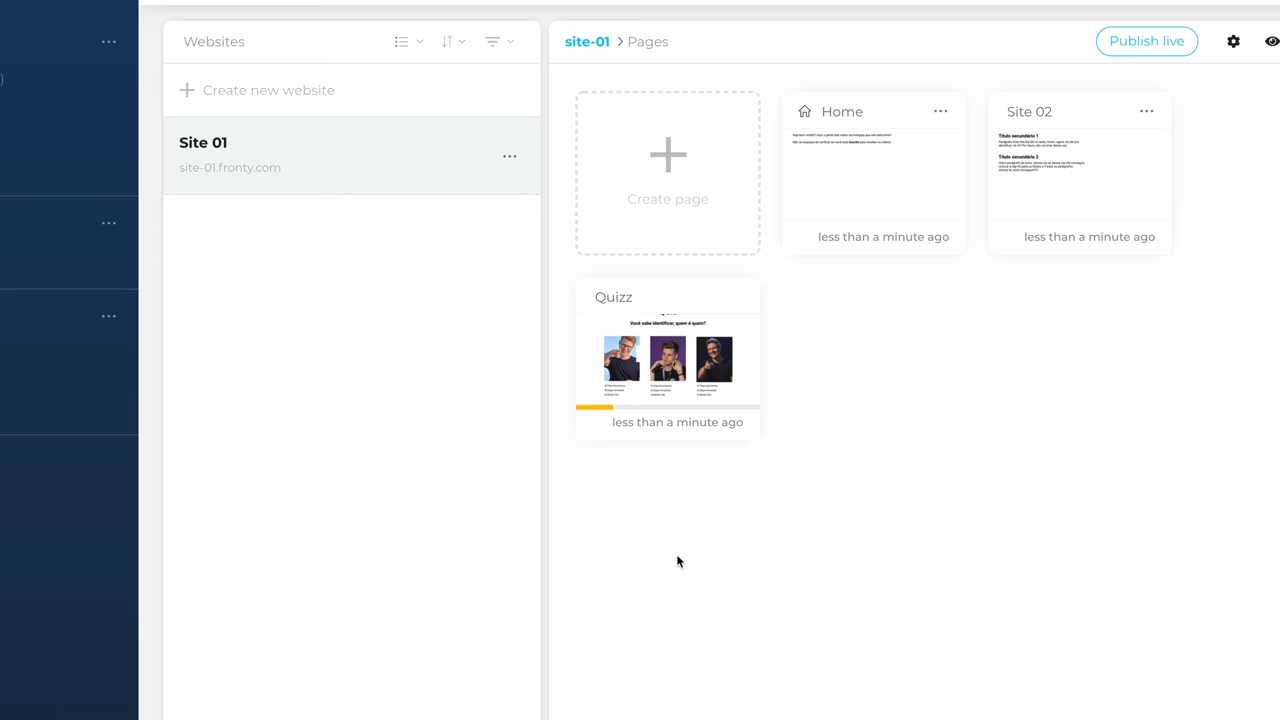 Websites
Create new website
Site 01
site-01.fronty.com
site-01 > Pages
Publish live
Create page
Home
less than a minute ago
Site 02
Título secundário 1
Título secundário 2
less than a minute ago
Quizz
Você sabe identificar, quem é quem?
less than a minute ago
)